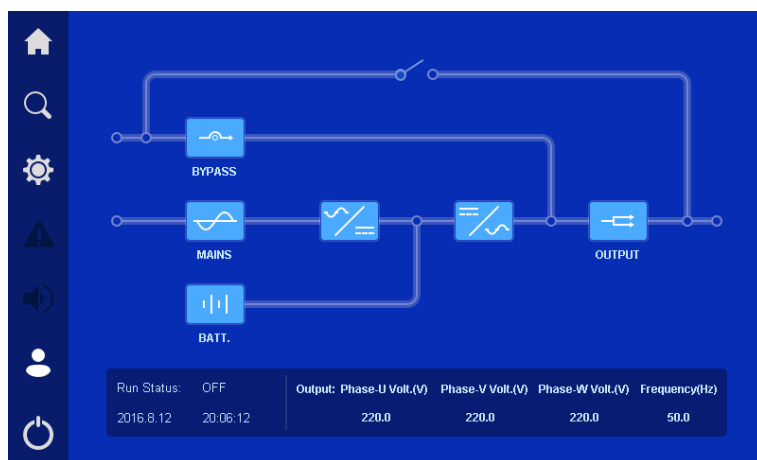 BYPASS
MAINS
OUTPUT
BATT.
Run Status: OFF Output: Phase-U Volt.(V) Phase-V Volt.(V) Phase-W Volt.(V) Frequency(Hz)
2016.8.12 20:06:12 220.0 220.0 220.0 50.0